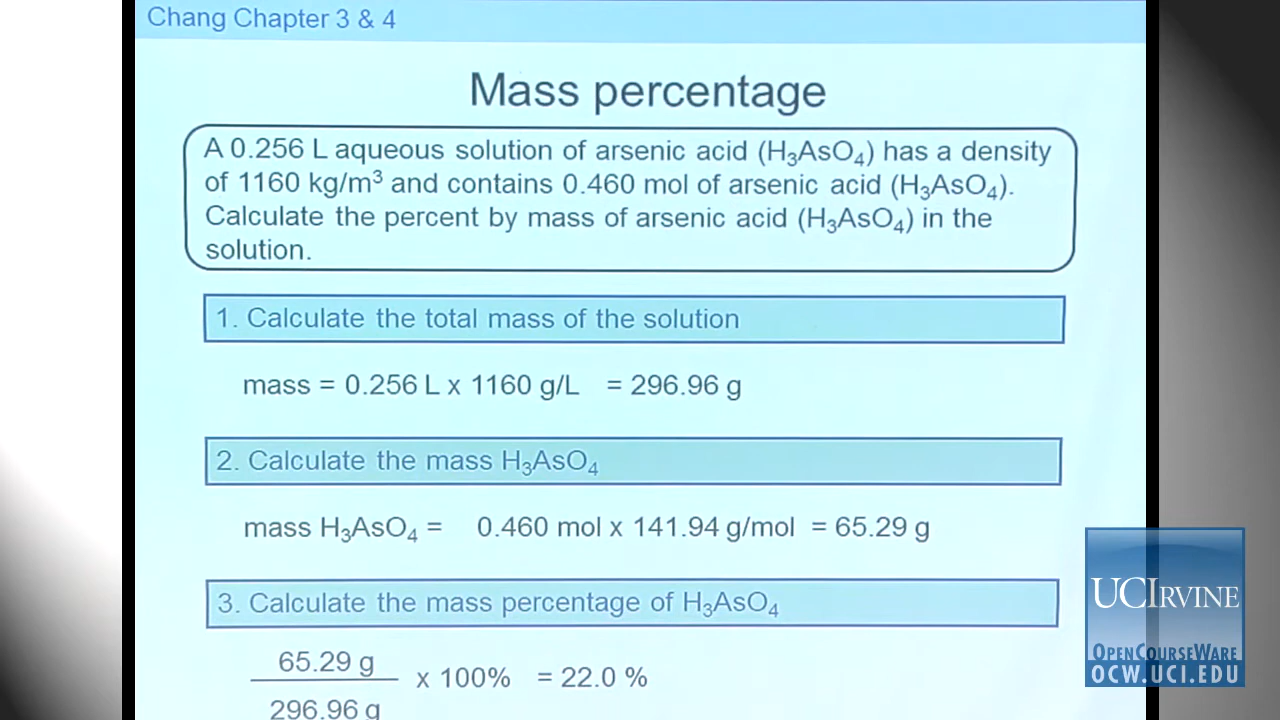 Chang Chapter 3 & 4
Mass percentage
A 0.256 L aqueous solution of arsenic acid (H₃AsO₄) has a density
of 1160 kg/m³ and contains 0.460 mol of arsenic acid (H₃AsO₄).
Calculate the percent by mass of arsenic acid (H₃AsO₄) in the
solution.
1. Calculate the total mass of the solution
mass = 0.256 L x 1160 g/L = 296.96 g
2. Calculate the mass H₃AsO₄
mass H₃AsO₄ = 0.460 mol x 141.94 g/mol = 65.29 g
3. Calculate the mass percentage of H₃AsO₄
65.29 g
x 100% = 22.0 %
296.96 g
UCIRVINE
OPENCOURSEWARE
OCW.UCI.EDU